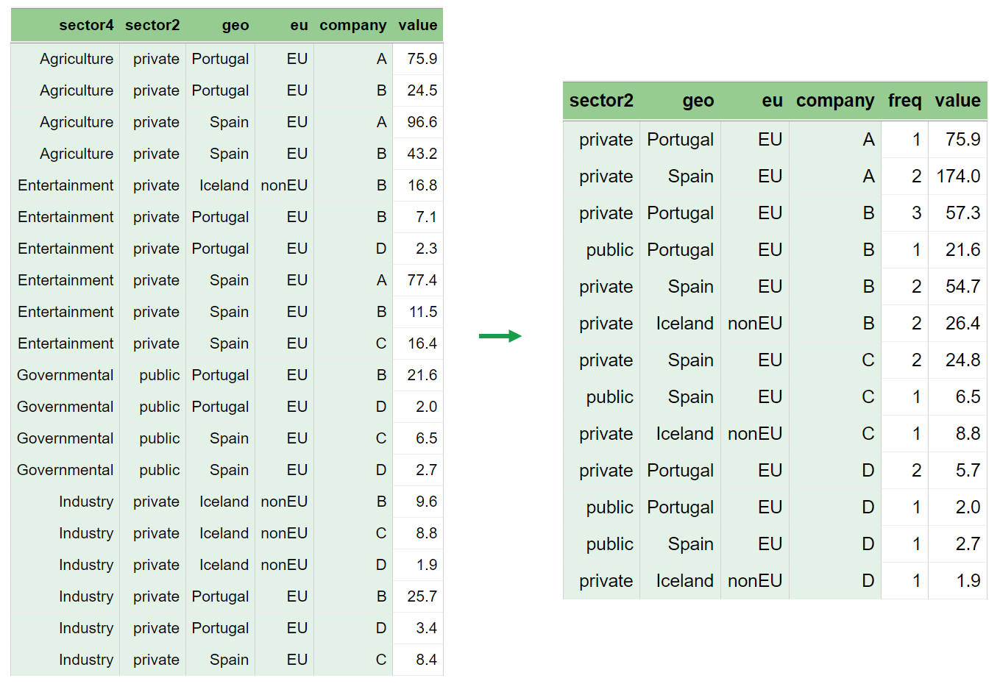 sector4 sector2 geo eu company value
Agriculture private Portugal EU A 75.9
Agriculture private Portugal EU B 24.5
Agriculture private Spain EU A 96.6
Agriculture private Spain EU B 43.2
Entertainment private Iceland nonEU B 16.8
Entertainment private Portugal EU B 7.1
Entertainment private Portugal EU D 2.3
Entertainment private Spain EU A 77.4
Entertainment private Spain EU B 11.5
Entertainment private Spain EU C 16.4
Governmental public Portugal EU B 21.6
Governmental public Portugal EU D 2.0
Governmental public Spain EU C 6.5
Governmental public Spain EU D 2.7
Industry private Iceland nonEU B 9.6
Industry private Iceland nonEU C 8.8
Industry private Iceland nonEU D 1.9
Industry private Portugal EU B 25.7
Industry private Portugal EU D 3.4
Industry private Spain EU C 8.4
sector2 geo eu company freq value
private Portugal EU A 1 75.9
private Spain EU A 2 174.0
private Portugal EU B 3 57.3
public Portugal EU B 1 21.6
private Spain EU B 2 54.7
private Iceland nonEU B 2 26.4
private Spain EU C 2 24.8
public Spain EU C 1 6.5
private Iceland nonEU C 1 8.8
private Portugal EU D 2 5.7
public Portugal EU D 1 2.0
public Spain EU D 1 2.7
private Iceland nonEU D 1 1.9